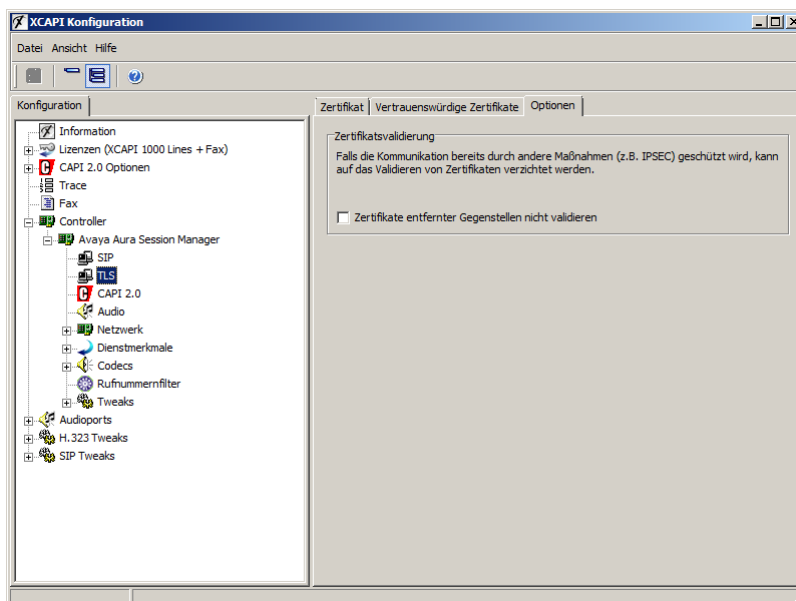 XCAPI Konfiguration
Datei Ansicht Hilfe
Konfiguration
Information
Lizenzen (XCAPI 1000 Lines + Fax)
CAPI 2.0 Optionen
Trace
Fax
Controller
Avaya Aura Session Manager
SIP
TLS
CAPI 2.0
Audio
Netzwerk
Dienstmerkmale
Codecs
Rufnummernfilter
Tweaks
Audioports
H.323 Tweaks
SIP Tweaks
Zertifikat Vertrauenswürdige Zertifikate Optionen
Zertifikatsvalidierung
Falls die Kommunikation bereits durch andere Maßnahmen (z.B. IPSEC) geschützt wird, kann
auf das Validieren von Zertifikaten verzichtet werden.
Zertifikate entfernter Gegenstellen nicht validieren